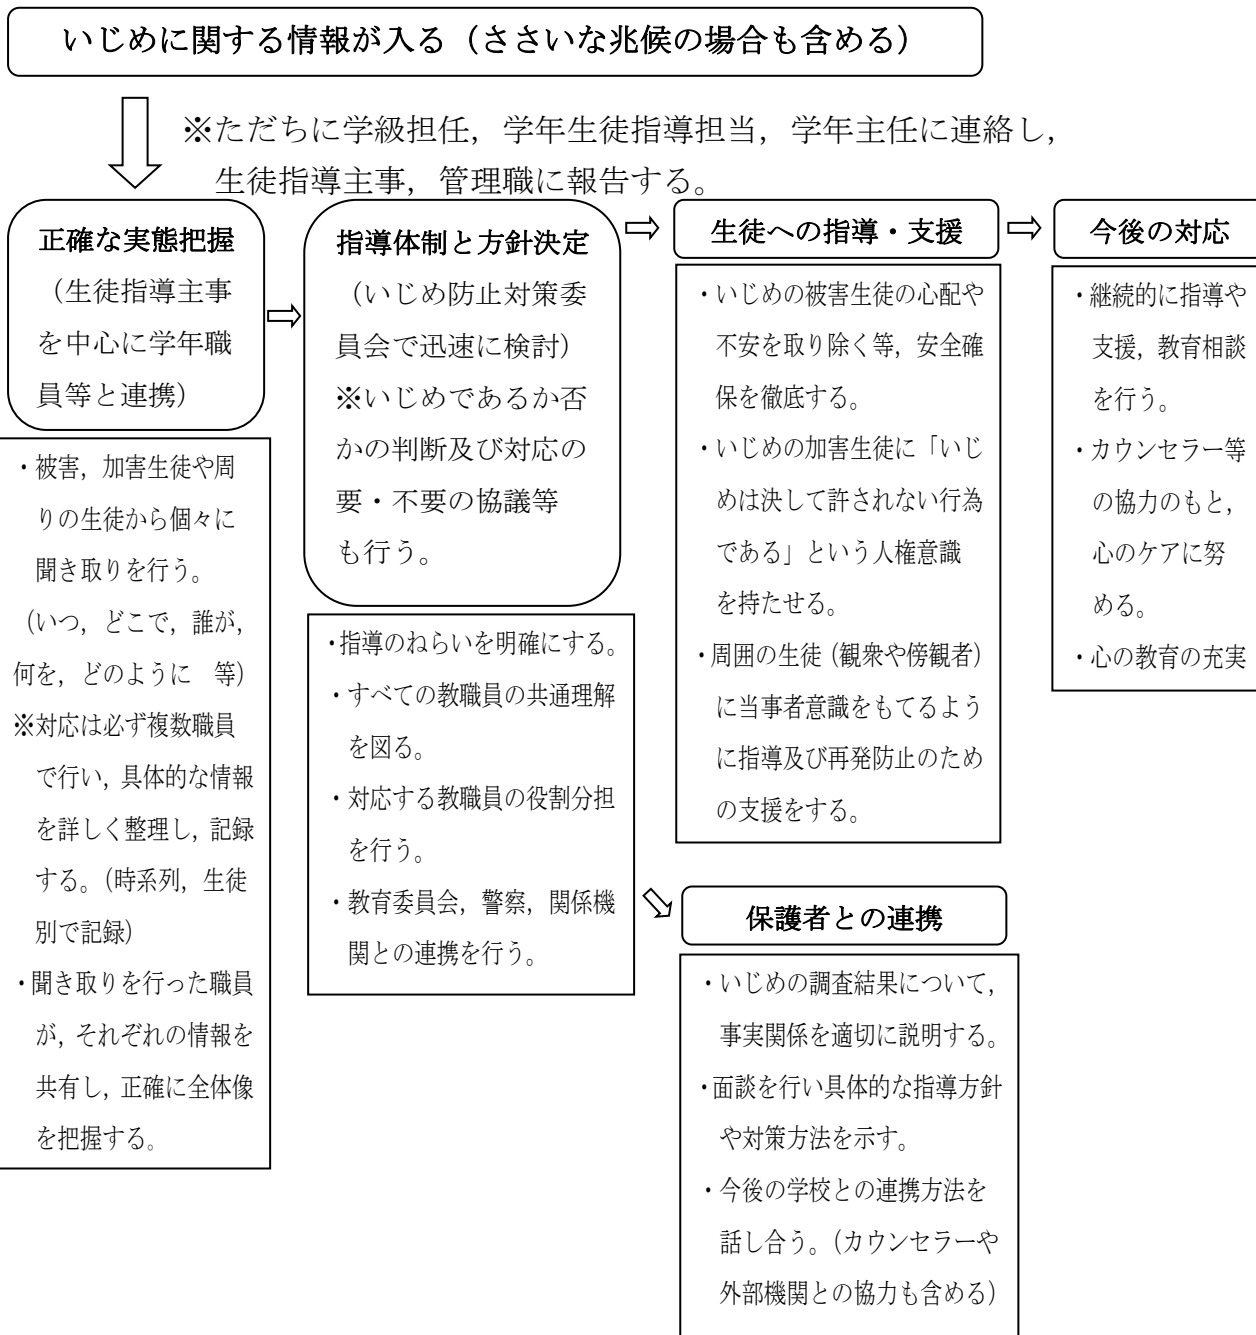 いじめに関する情報が入る（ささいな兆候の場合も含める）
※ただちに学級担任，学年生徒指導担当，学年主任に連絡し，
生徒指導主事，管理職に報告する。
正確な実態把握
（生徒指導主事
を中心に学年職
員等と連携）
・被害，加害生徒や周
りの生徒から個々に
聞き取りを行う。
（いつ，どこで，誰が，
何を，どのように　等）
※対応は必ず複数職員
で行い，具体的な情報
を詳しく整理し，記録
する。（時系列，生徒
別で記録）
・聞き取りを行った職員
が，それぞれの情報を
共有し，正確に全体像
を把握する。
指導体制と方針決定
（いじめ防止対策委
員会で迅速に検討）
※いじめであるか否
かの判断及び対応の
要・不要の協議等
も行う。
・指導のねらいを明確にする。
・すべての教職員の共通理解
を図る。
・対応する教職員の役割分担
を行う。
・教育委員会，警察，関係機
関との連携を行う。
生徒への指導・支援
・いじめの被害生徒の心配や
不安を取り除く等，安全確
保を徹底する。
・いじめの加害生徒に「いじ
めは決して許されない行為
である」という人権意識
を持たせる。
・周囲の生徒（観衆や傍観者）
に当事者意識をもてるよう
に指導及び再発防止のため
の支援をする。
保護者との連携
・いじめの調査結果について，
事実関係を適切に説明する。
・面談を行い具体的な指導方針
や対策方法を示す。
・今後の学校との連携方法を
話し合う。（カウンセラーや
外部機関との協力も含める）
今後の対応
・継続的に指導や
支援，教育相談
を行う。
・カウンセラー等
の協力のもと，
心のケアに努
める。
・心の教育の充実